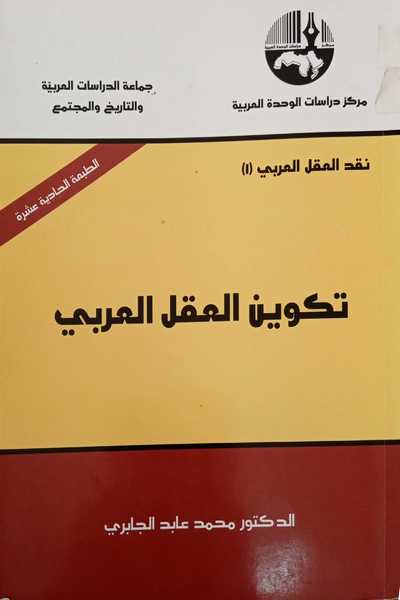 مركز دراسات الوحدة العربية
جماعة الدراسات العربية
والتاريخ والمجتمع
نقد العقل العربي (١)
الطبعة الحادية عشرة
تكوين العقل العربي
الدكتور محمد عابد الجابري